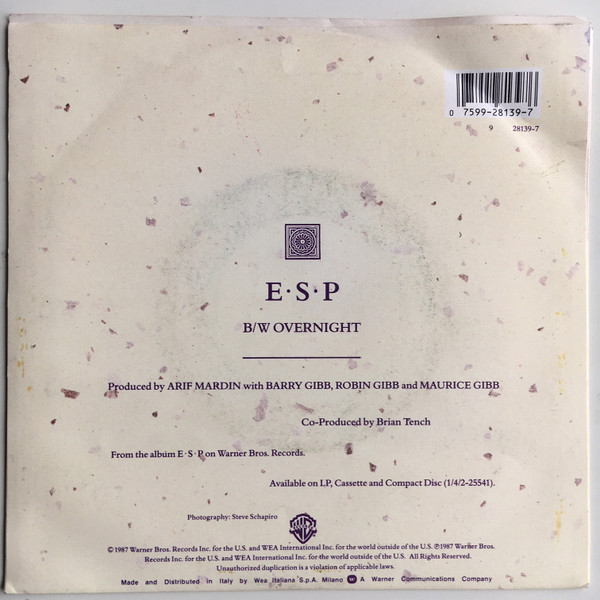 0 7599-28139-7
9 28139-7
E·S·P
B/W OVERNIGHT
Produced by ARIF MARDIN with BARRY GIBB, ROBIN GIBB and MAURICE GIBB
Co-Produced by Brian Tench
From the album E·S·P on Warner Bros. Records.
Available on LP, Cassette and Compact Disc (1/4/2-25541).
Photography: Steve Schapiro
© 1987 Warner Bros. Records Inc. for the U.S. and WEA International Inc. for the world outside of the U.S. ℗1987 Warner Bros.
Records Inc. for the U.S. and WEA International Inc. for the world outside of the U.S. All Rights Reserved.
Unauthorized duplication is a violation of applicable laws.
Made and Distributed in Italy by Wea Italiana S.p.A. Milano A Warner Communications Company